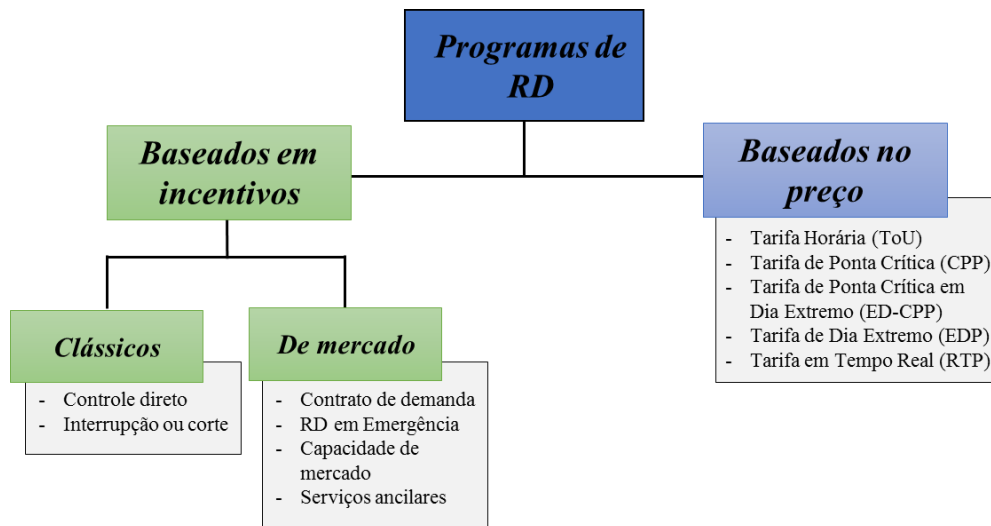 Programas de
RD
Baseados em
incentivos
Baseados no
preço
- Tarifa Horária (ToU)
- Tarifa de Ponta Crítica (CPP)
- Tarifa de Ponta Crítica em
Dia Extremo (ED-CPP)
- Tarifa de Dia Extremo (EDP)
- Tarifa em Tempo Real (RTP)
Clássicos
- Controle direto
- Interrupção ou corte
De mercado
- Contrato de demanda
- RD em Emergência
- Capacidade de
mercado
- Serviços ancilares